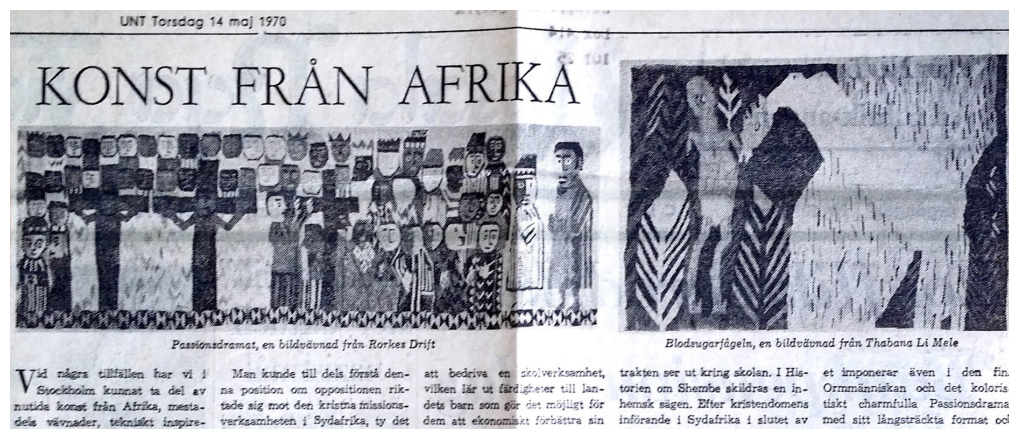 UNT Torsdag 14 maj 1970
KONST FRÅN AFRIKA
Passionsdramat, en bildvävnad från Rorkes Drift
Blodsugarfågeln, en bildvävnad från Thabana Li Mele
Vid några tillfällen har vi i
Stockholm kunnat ta del av
nutida konst från Afrika, mesta-
dels vävnader, tekniskt inspire-
Man kunde till dels förstå den-
na position om oppositionen rik-
tade sig mot den kristna missions-
verksamheten i Sydafrika, ty det
att bedriva en skolverksamhet,
vilken lär ut färdigheter till lan-
dets barn som gör det möjligt för
dem att ekonomiskt förbättra sin
trakten ser ut kring skolan. I His-
torien om Shembe skildras en in-
hemsk sägen. Efter kristendomens
införande i Sydafrika i slutet av
et imponerar även i den fin
Ormmänniskan och det koloris-
tiskt charmfulla Passionsdrama
med sitt långsträckta format oc